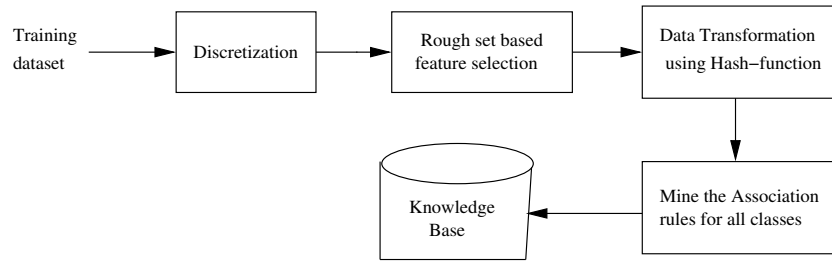 Training
dataset
Discretization
Rough set based
feature selection
Data Transformation
using Hash−function
Mine the Association
rules for all classes
Knowledge
Base